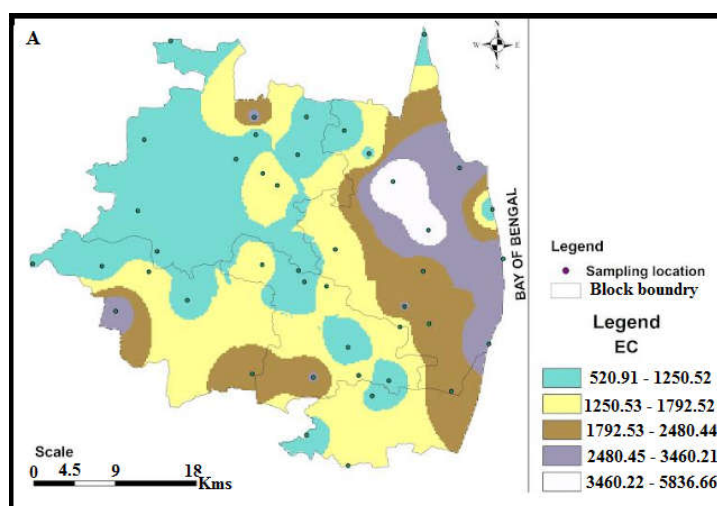 A
N
W E
S
BAY OF BENGAL
Legend
Sampling location
Block boundry
Legend
EC
520.91 - 1250.52
1250.53 - 1792.52
1792.53 - 2480.44
2480.45 - 3460.21
3460.22 - 5836.66
Scale
0 4.5 9 18
Kms